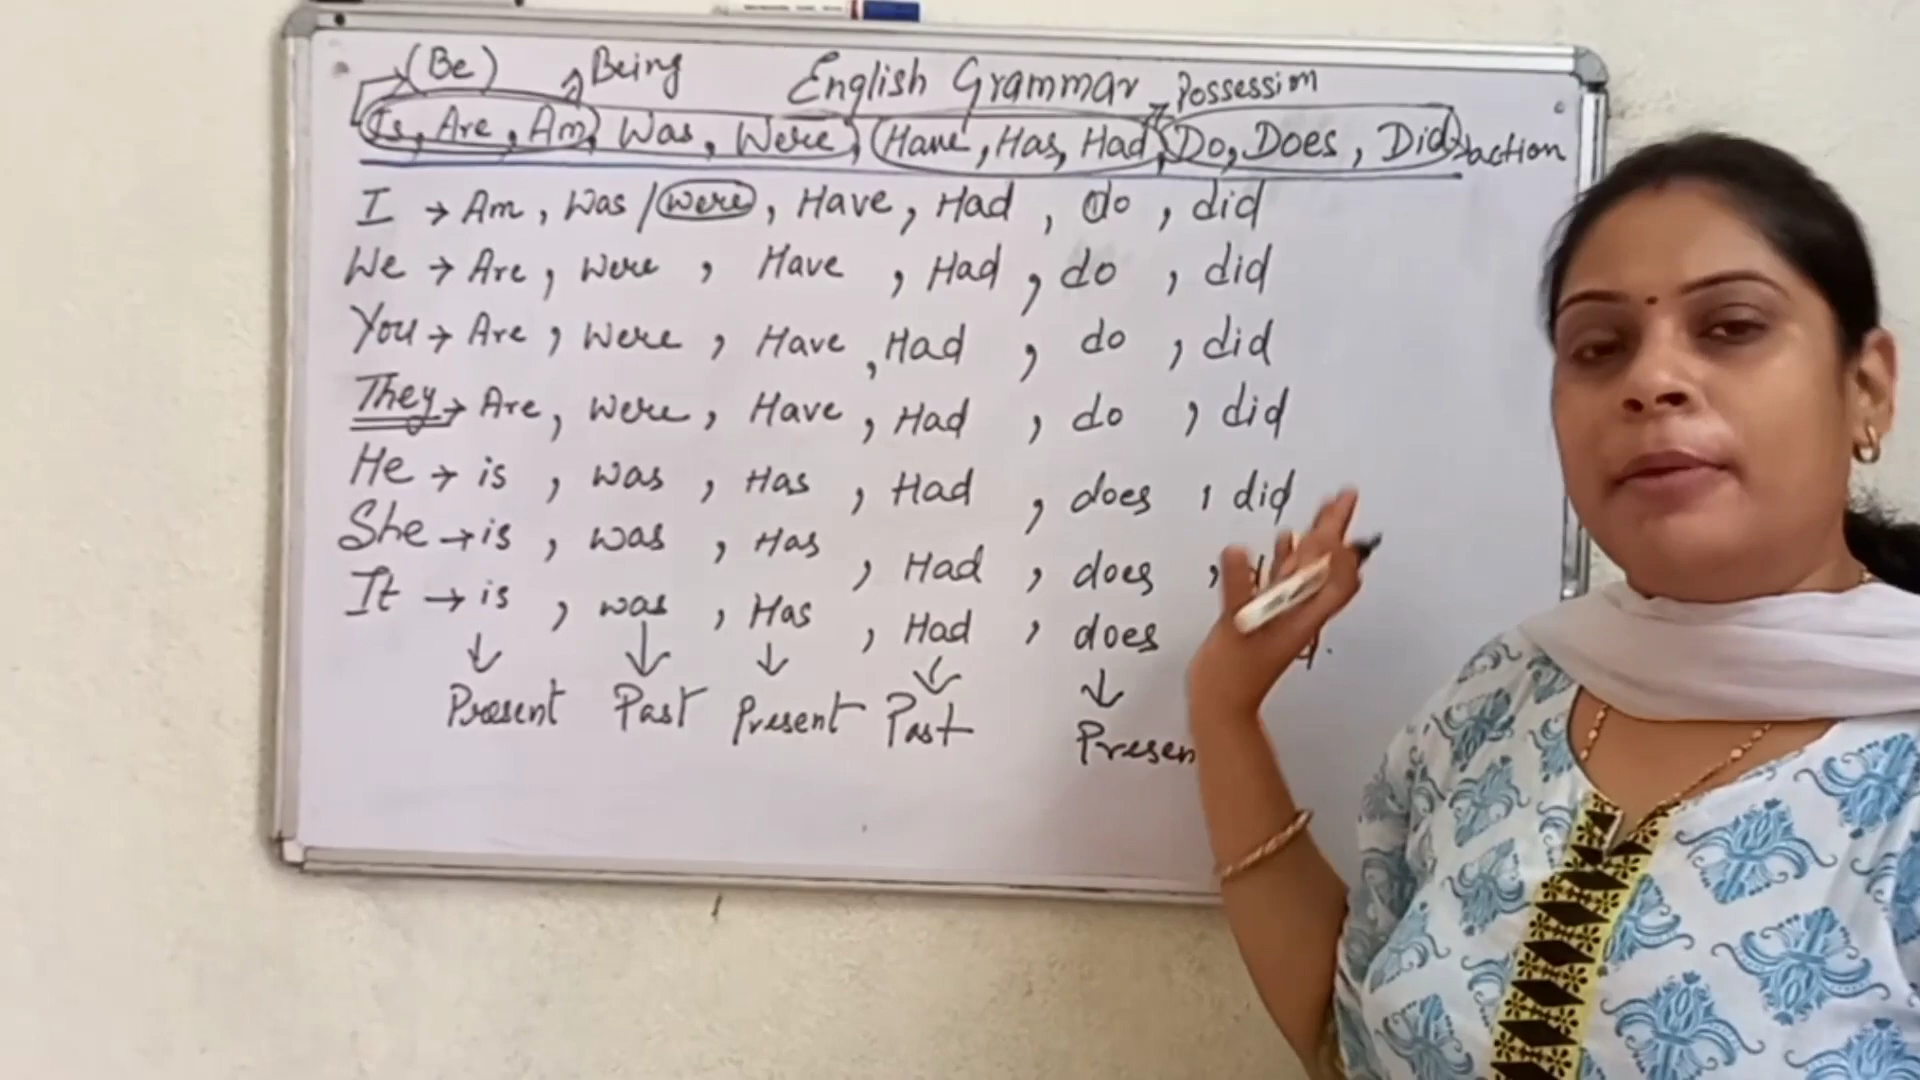 (Be) Being English Grammar Possession
Is, Are, Am, Was, Were, Have, Has, Had, Do, Does, Did action
I → Am, Was / were, Have, Had, do, did
We → Are, Were, Have, Had, do, did
You → Are, Were, Have, Had, do, did
They → Are, Were, Have, Had, do, did
He → is, was, Has, Had, does, did
She → is, was, Has, Had, does,
It → is, was, Has, Had, does
Present Past Present Past Presen